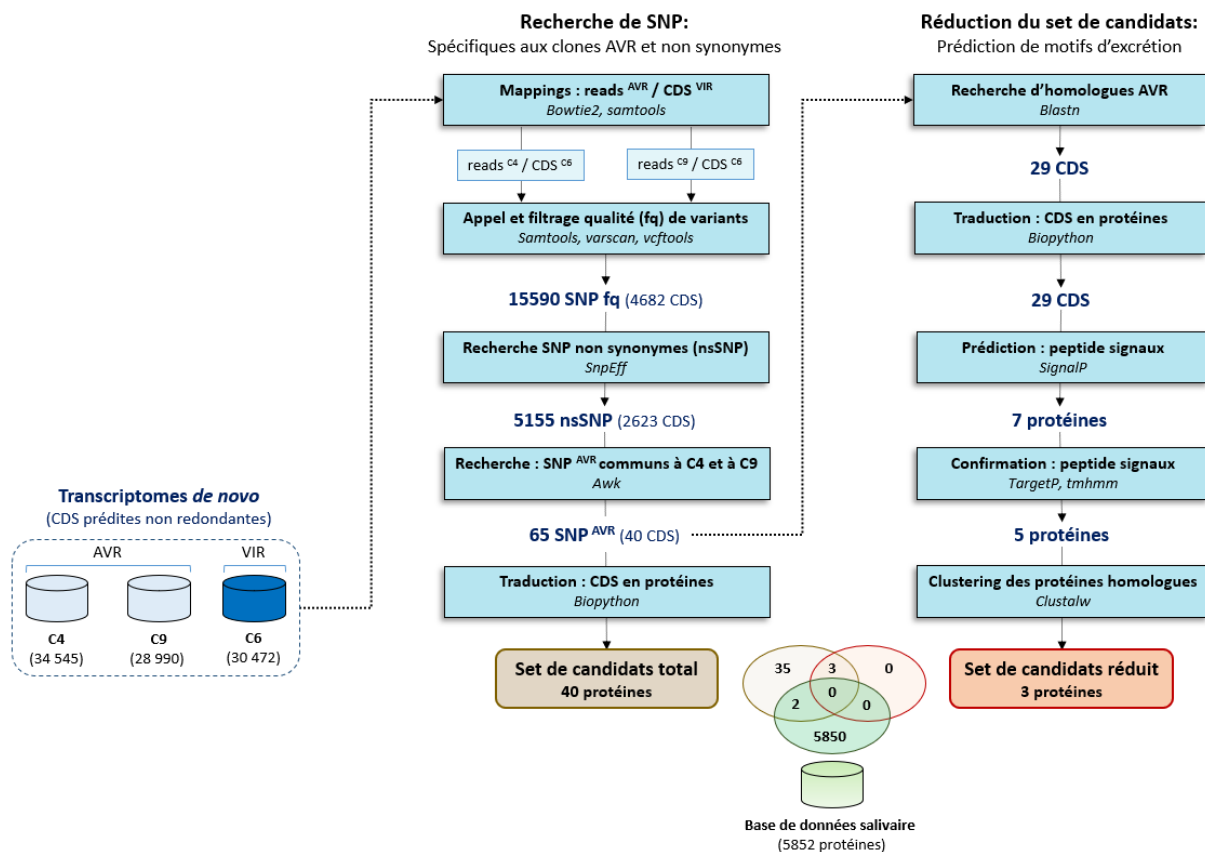 Recherche de SNP:
Spécifiques aux clones AVR et non synonymes
Mappings : reads AVR / CDS VIR
Bowtie2, samtools
reads C4 / CDS C6
reads C9 / CDS C6
Appel et filtrage qualité (fq) de variants
Samtools, varscan, vcftools
15590 SNP fq (4682 CDS)
Recherche SNP non synonymes (nsSNP)
SnpEff
5155 nsSNP (2623 CDS)
Recherche : SNP AVR communs à C4 et à C9
Awk
65 SNP AVR (40 CDS)
Traduction : CDS en protéines
Biopython
Set de candidats total
40 protéines
Réduction du set de candidats:
Prédiction de motifs d'excrétion
Recherche d'homologues AVR
Blastn
29 CDS
Traduction : CDS en protéines
Biopython
29 CDS
Prédiction : peptide signaux
SignalP
7 protéines
Confirmation : peptide signaux
TargetP, tmhmm
5 protéines
Clustering des protéines homologues
Clustalw
Set de candidats réduit
3 protéines
Transcriptomes de novo
(CDS prédites non redondantes)
AVR
VIR
C4
(34 545)
C9
(28 990)
C6
(30 472)
35
3
0
0
2
0
5850
Base de données salivaire
(5852 protéines)